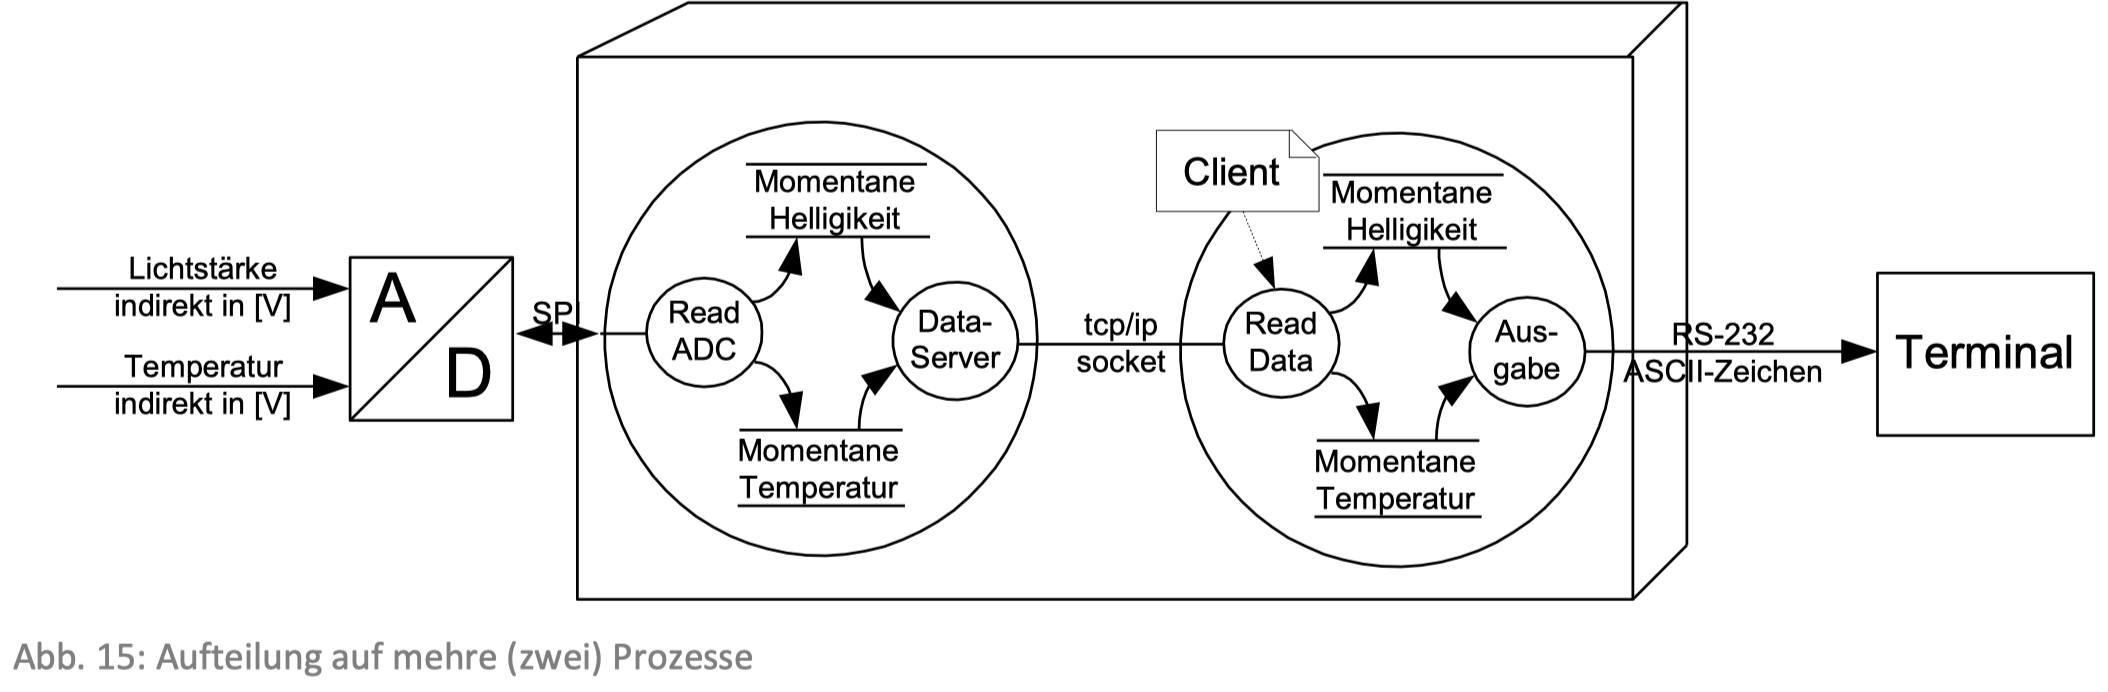 Lichtstärke
indirekt in [V]
Temperatur
indirekt in [V]
A
D
SPI
Momentane
Helligikeit
Read
ADC
Data-
Server
Momentane
Temperatur
tcp/ip
socket
Client
Momentane
Helligikeit
Read
Data
Aus-
gabe
Momentane
Temperatur
RS-232
ASCII-Zeichen
Terminal
Abb. 15: Aufteilung auf mehre (zwei) Prozesse